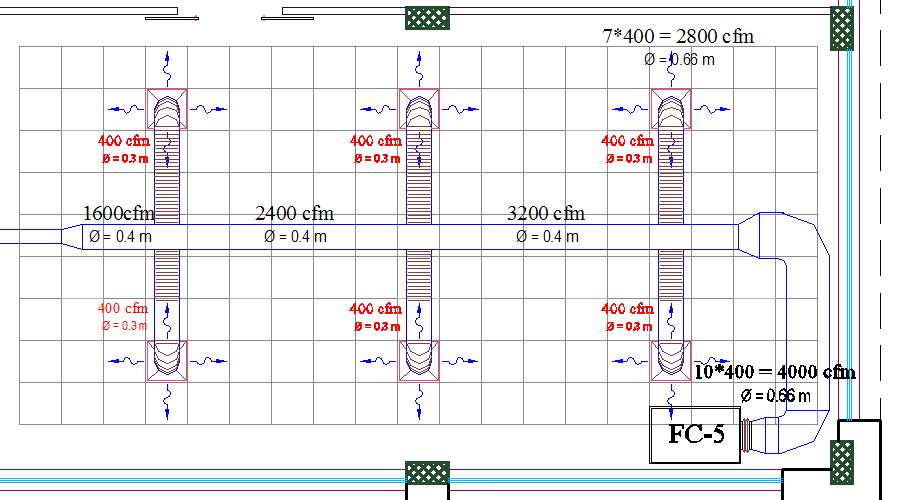 7*400 = 2800 cfm
Ø = 0.66 m
400 cfm
Ø = 0.3 m
400 cfm
Ø = 0.3 m
400 cfm
Ø = 0.3 m
1600cfm
Ø = 0.4 m
2400 cfm
Ø = 0.4 m
3200 cfm
Ø = 0.4 m
400 cfm
Ø = 0.3 m
400 cfm
Ø = 0.3 m
400 cfm
Ø = 0.3 m
10*400 = 4000 cfm
Ø = 0.66 m
FC-5